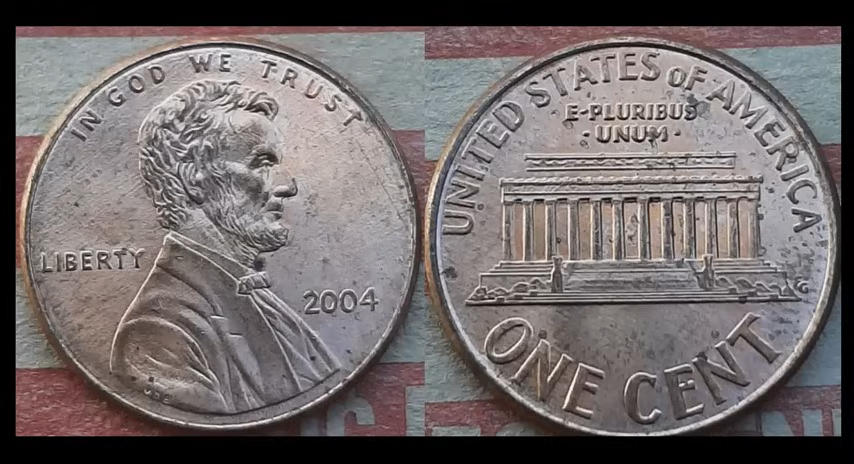 IN GOD WE TRUST
LIBERTY
2004
UNITED STATES OF AMERICA
E·PLURIBUS
·UNUM·
ONE CENT